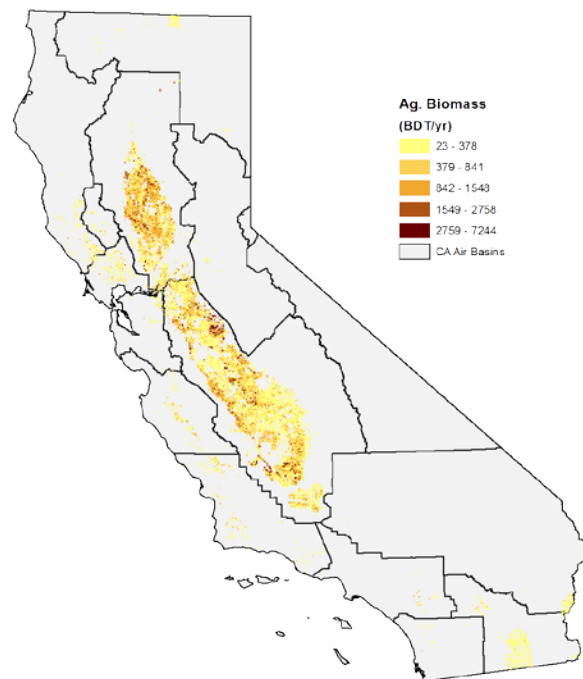 Ag. Biomass
(BDT/yr)
23 - 378
379 - 841
842 - 1548
1549 - 2758
2759 - 7244
CA Air Basins